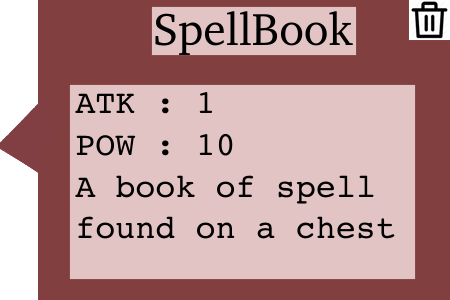 SpellBook
ATK : 1
POW : 10
A book of spell
found on a chest